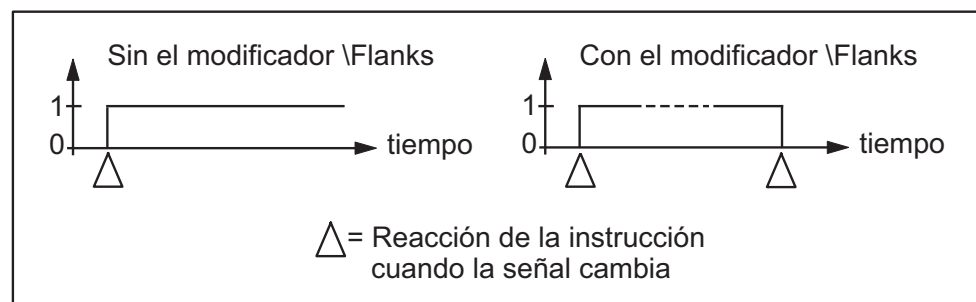 Sin el modificador \Flanks
1
0
tiempo
Con el modificador \Flanks
1
0
tiempo
= Reacción de la instrucción
cuando la señal cambia